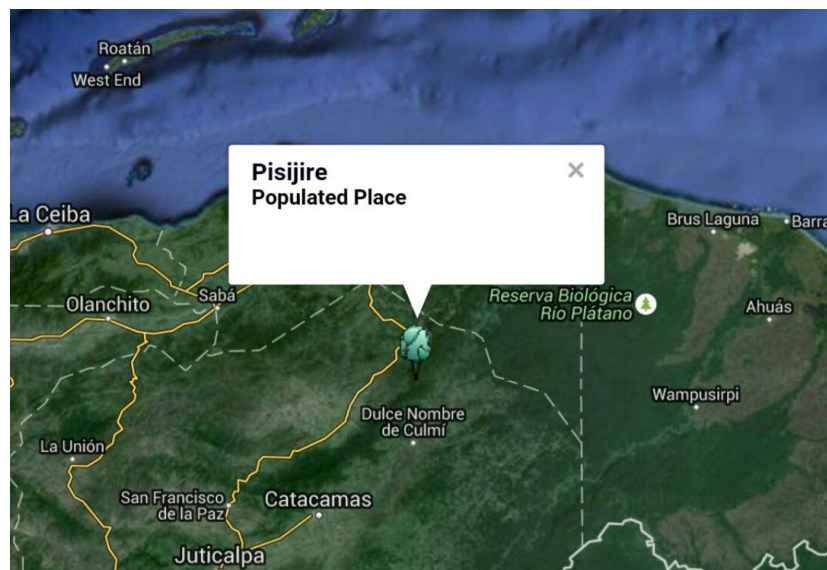 Roatán
West End
Pisijire
×
Populated Place
La Ceiba
Brus Laguna
Barra
Sabá
Olanchito
Reserva Biológica
Río Plátano
Ahuás
Wampusirpi
Dulce Nombre
de Culmí
La Unión
San Francisco
de la Paz
Catacamas
Juticalpa